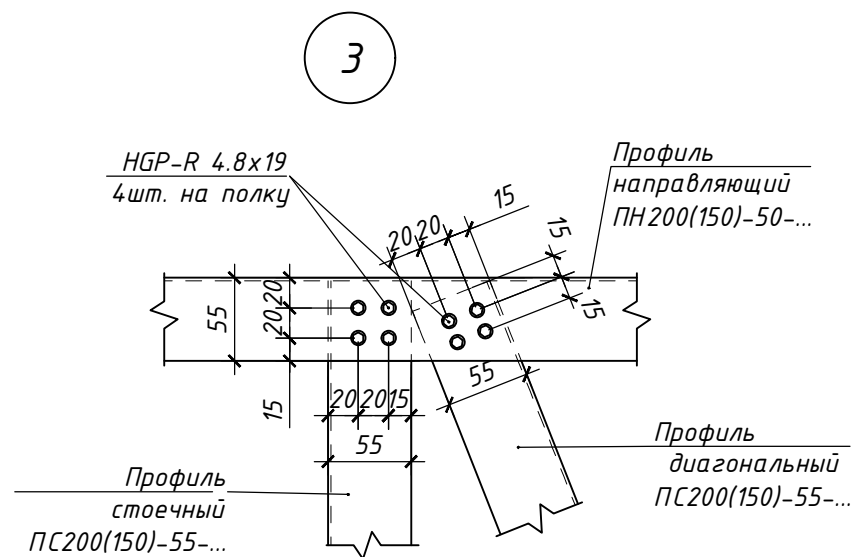 3
HGP-R 4.8х19
4шт. на полку
Профиль
направляющий
ПН200(150)-50-...
15
20
20
15
15
55
20
20
15
20
20
15
55
55
Профиль
стоечный
ПС200(150)-55-...
Профиль
диагональный
ПС200(150)-55-...